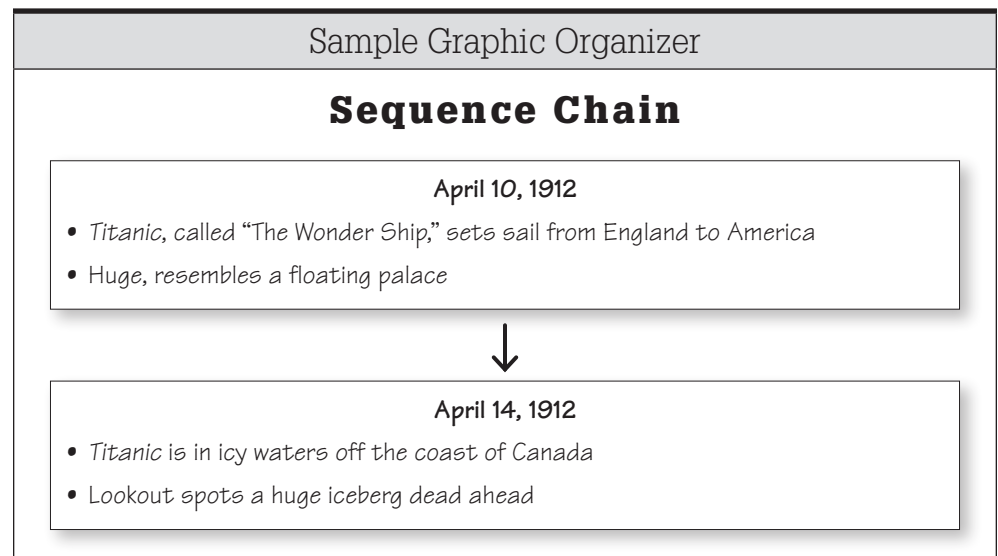 Sample Graphic Organizer
Sequence Chain
April 10, 1912
• Titanic, called “The Wonder Ship,” sets sail from England to America
• Huge, resembles a floating palace
April 14, 1912
• Titanic is in icy waters off the coast of Canada
• Lookout spots a huge iceberg dead ahead